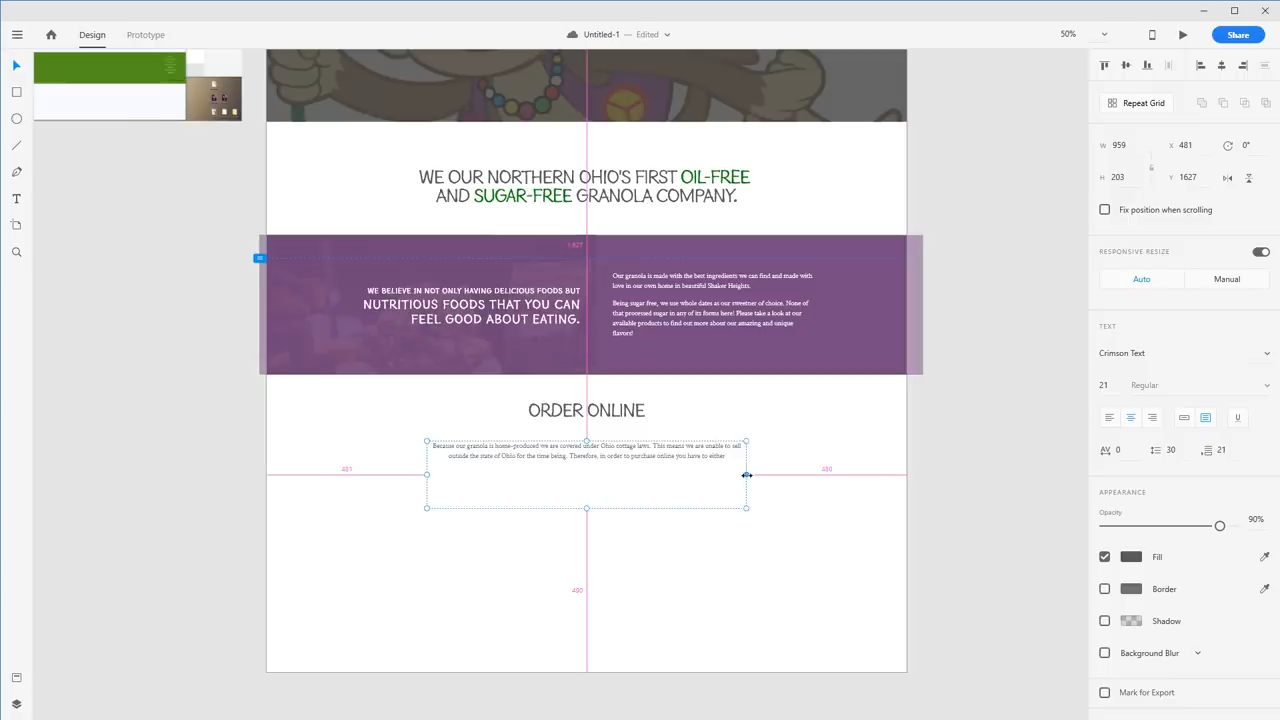 Design
Prototype
Untitled-1 — Edited
50%
Share
Repeat Grid
W 959
X 481
0°
H 203
Y 1627
Fix position when scrolling
RESPONSIVE RESIZE
Auto
Manual
TEXT
Crimson Text
21
Regular
AV 0
30
21
APPEARANCE
Opacity
90%
Fill
Border
Shadow
Background Blur
Mark for Export
WE OUR NORTHERN OHIO'S FIRST OIL-FREE
AND SUGAR-FREE GRANOLA COMPANY.
1,627
WE BELIEVE IN NOT ONLY HAVING DELICIOUS FOODS BUT
NUTRITIOUS FOODS THAT YOU CAN
FEEL GOOD ABOUT EATING.
Our granola is made with the best ingredients we can find and made with
love in our own home in beautiful Shaker Heights.
Being sugar free, we use whole dates as our sweetner of choice. None of
that processed sugar in any of its forms here! Please take a look at our
available products to find out more about our amazing and unique
flavors!
ORDER ONLINE
Because our granola is home-produced we are covered under Ohio cottage laws. This means we are unable to sell
outside the state of Ohio for the time being. Therefore, in order to purchase online you have to either
481
480
490